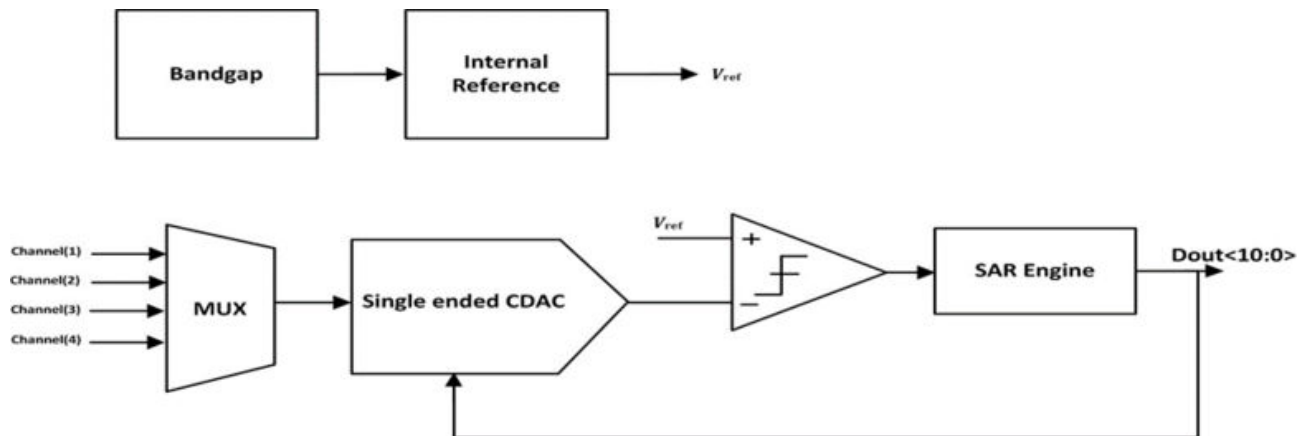 Bandgap
Internal
Reference
Vref
Channel(1)
Channel(2)
Channel(3)
Channel(4)
MUX
Single ended CDAC
Vref
+
−
SAR Engine
Dout<10:0>